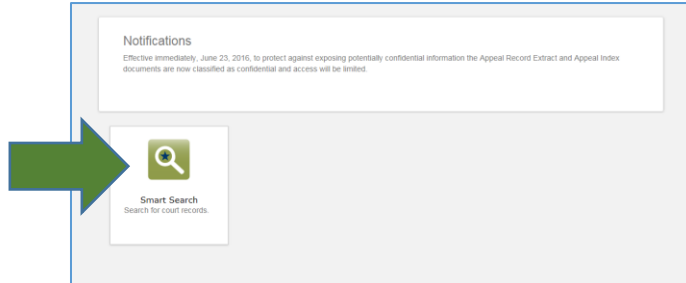 Notifications
Effective immediately, June 23, 2016, to protect against exposing potentially confidential information the Appeal Record Extract and Appeal Index
documents are now classified as confidential and access will be limited.
Smart Search
Search for court records.